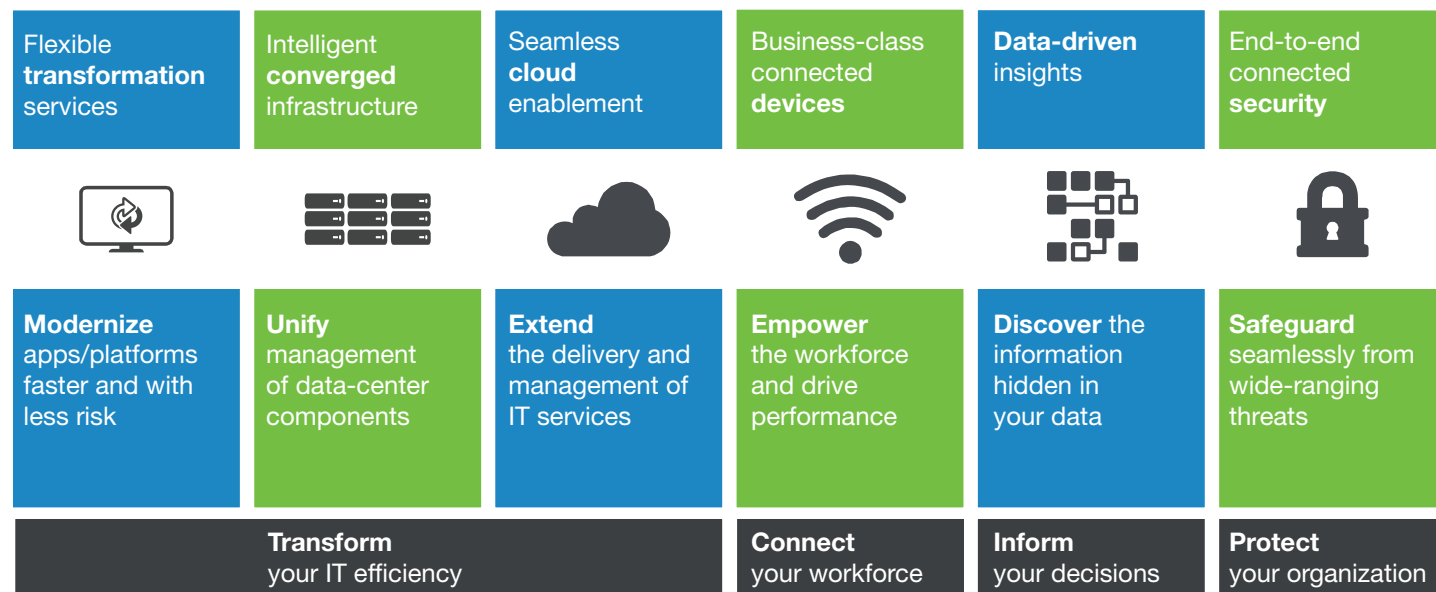 Flexible
transformation
services
Intelligent
converged
infrastructure
Seamless
cloud
enablement
Business-class
connected
devices
Data-driven
insights
End-to-end
connected
security
Modernize
apps/platforms
faster and with
less risk
Unify
management
of data-center
components
Extend
the delivery and
management of
IT services
Empower
the workforce
and drive
performance
Discover the
information
hidden in
your data
Safeguard
seamlessly from
wide-ranging
threats
Transform
your IT efficiency
Connect
your workforce
Inform
your decisions
Protect
your organization